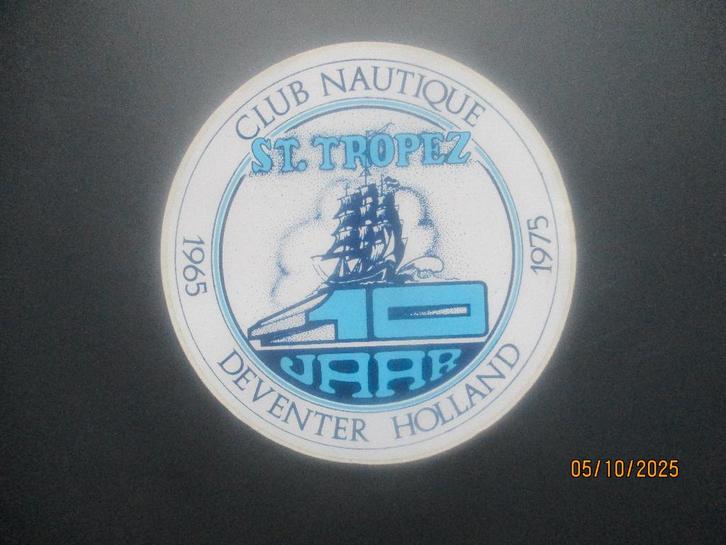 CLUB NAUTIQUE
ST. TROPEZ
1965
1975
10
JAAR
DEVENTER HOLLAND
05/10/2025